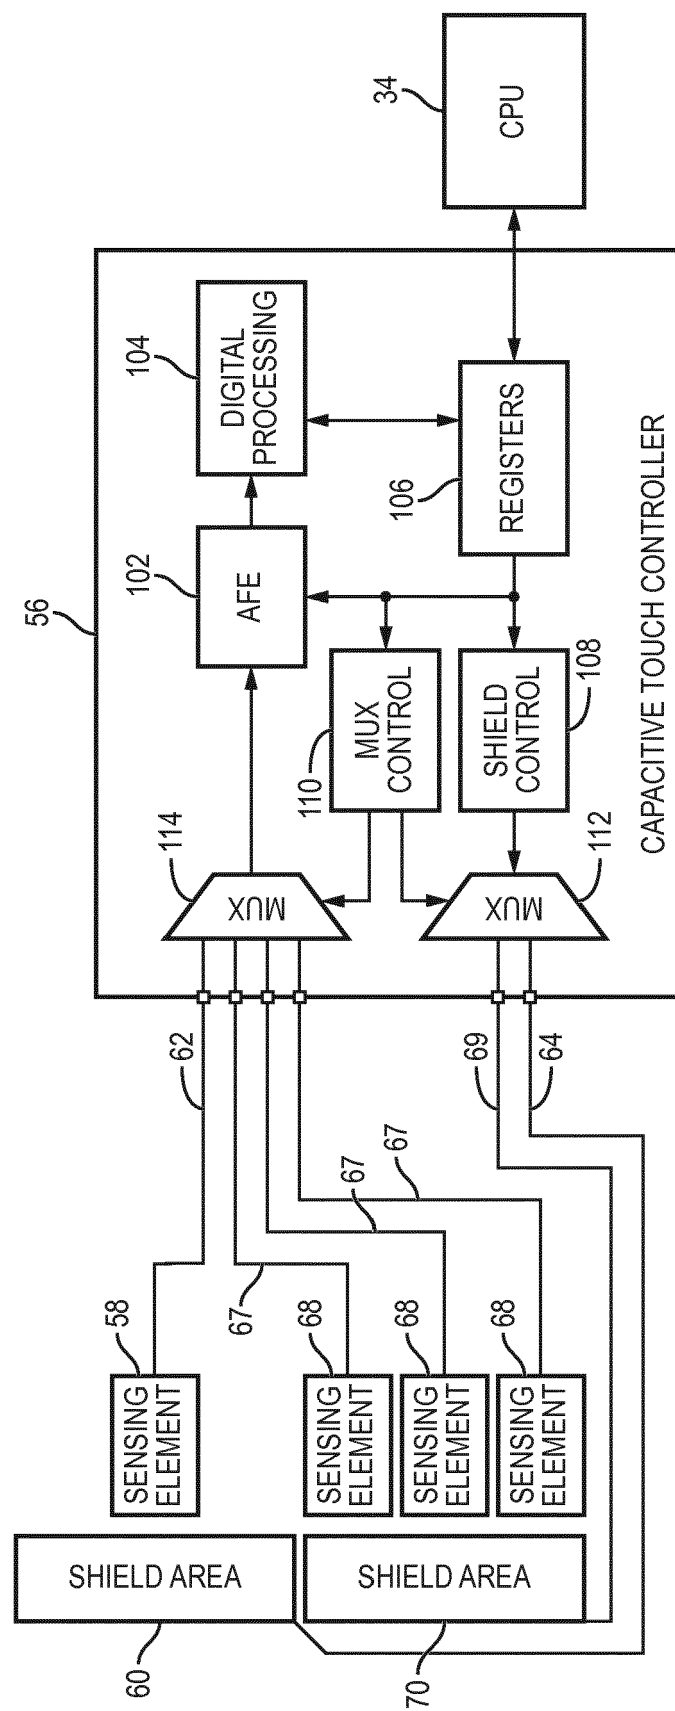 56
60
SHIELD AREA
58
SENSING
ELEMENT
62
114
MUX
102
AFE
104
DIGITAL
PROCESSING
67
68
SENSING
ELEMENT
67
110
MUX
CONTROL
34
CPU
70
SHIELD AREA
68
SENSING
ELEMENT
67
106
REGISTERS
68
SENSING
ELEMENT
69
64
MUX
112
SHIELD
CONTROL
108
CAPACITIVE TOUCH CONTROLLER